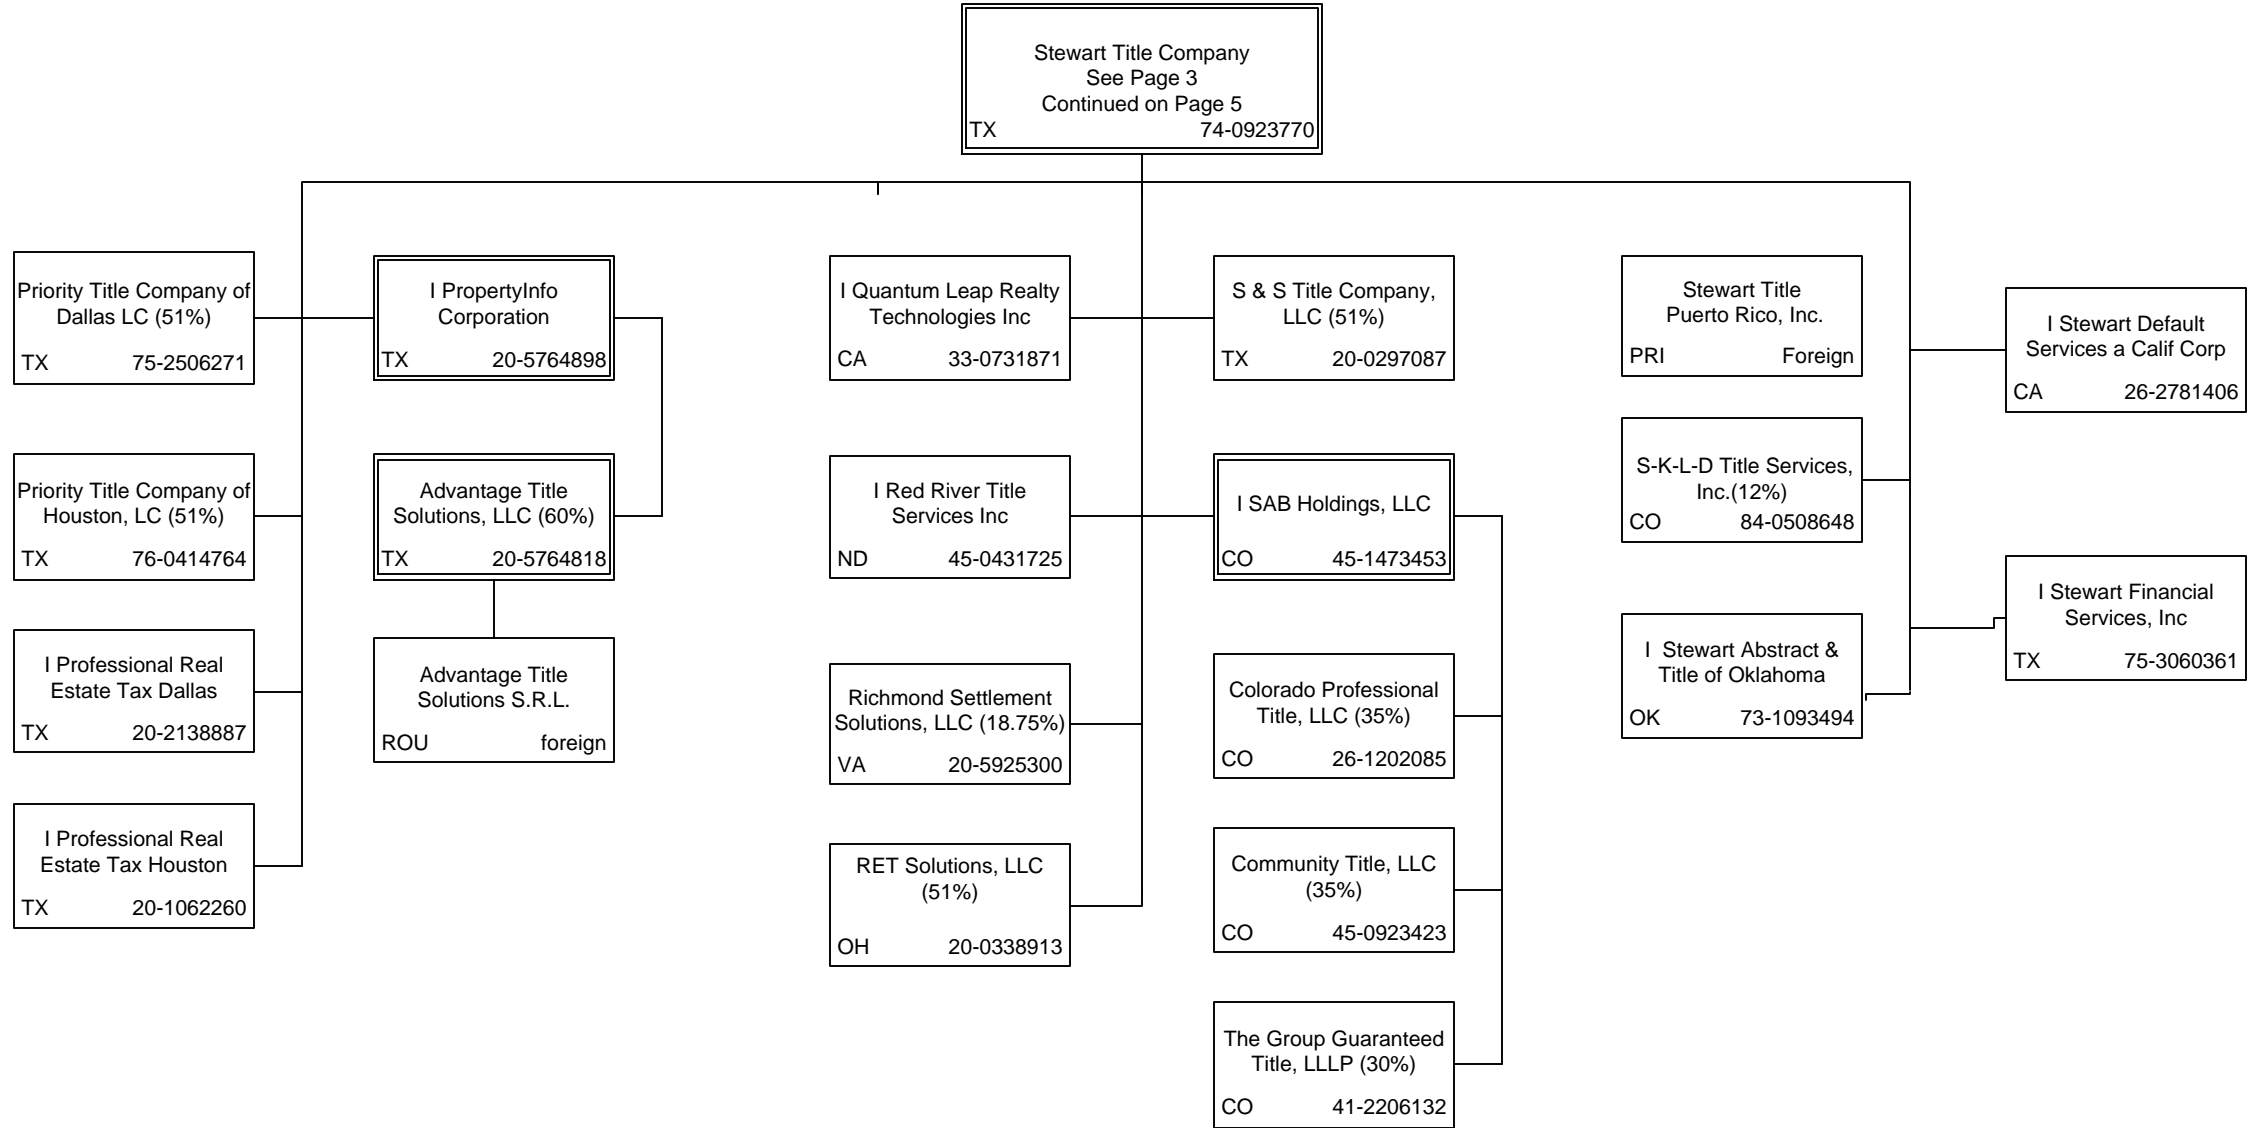 Stewart Title Company
See Page 3
Continued on Page 5
TX 74-0923770
Priority Title Company of
Dallas LC (51%)
TX 75-2506271
I PropertyInfo
Corporation
TX 20-5764898
I Quantum Leap Realty
Technologies Inc
CA 33-0731871
S & S Title Company,
LLC (51%)
TX 20-0297087
Stewart Title
Puerto Rico, Inc.
PRI Foreign
I Stewart Default
Services a Calif Corp
CA 26-2781406
Priority Title Company of
Houston, LC (51%)
TX 76-0414764
Advantage Title
Solutions, LLC (60%)
TX 20-5764818
I Red River Title
Services Inc
ND 45-0431725
I SAB Holdings, LLC
CO 45-1473453
S-K-L-D Title Services,
Inc.(12%)
CO 84-0508648
I Stewart Financial
Services, Inc
TX 75-3060361
I Professional Real
Estate Tax Dallas
TX 20-2138887
Advantage Title
Solutions S.R.L.
ROU foreign
Richmond Settlement
Solutions, LLC (18.75%)
VA 20-5925300
Colorado Professional
Title, LLC (35%)
CO 26-1202085
I Stewart Abstract &
Title of Oklahoma
OK 73-1093494
I Professional Real
Estate Tax Houston
TX 20-1062260
RET Solutions, LLC
(51%)
OH 20-0338913
Community Title, LLC
(35%)
CO 45-0923423
The Group Guaranteed
Title, LLLP (30%)
CO 41-2206132